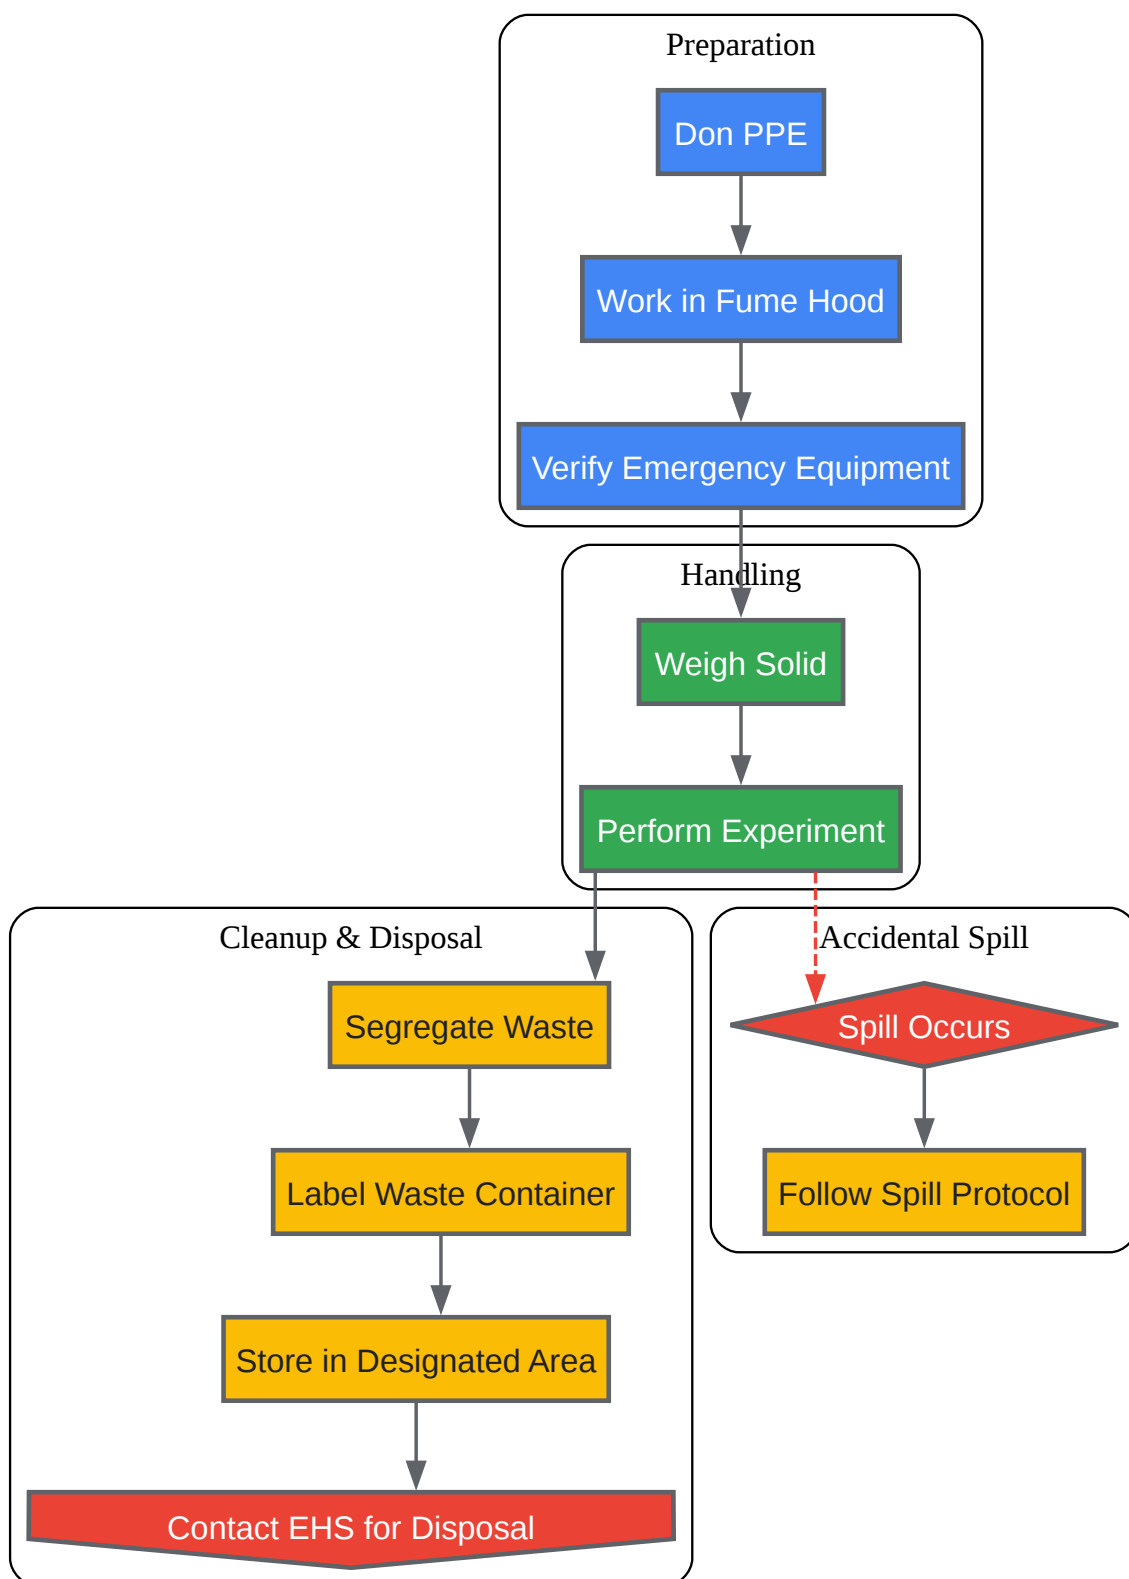 Preparation
Don PPE
Work in Fume Hood
Verify Emergency Equipment
Handling
Weigh Solid
Perform Experiment
Cleanup & Disposal
Segregate Waste
Label Waste Container
Store in Designated Area
Contact EHS for Disposal
Accidental Spill
Spill Occurs
Follow Spill Protocol